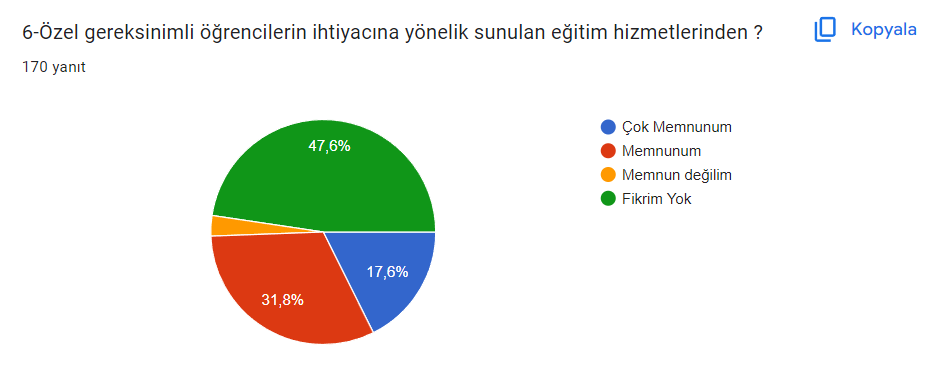 6-Özel gereksinimli öğrencilerin ihtiyacına yönelik sunulan eğitim hizmetlerinden ?
Kopyala
170 yanıt
47,6%
17,6%
31,8%
Çok Memnunum
Memnunum
Memnun değilim
Fikrim Yok